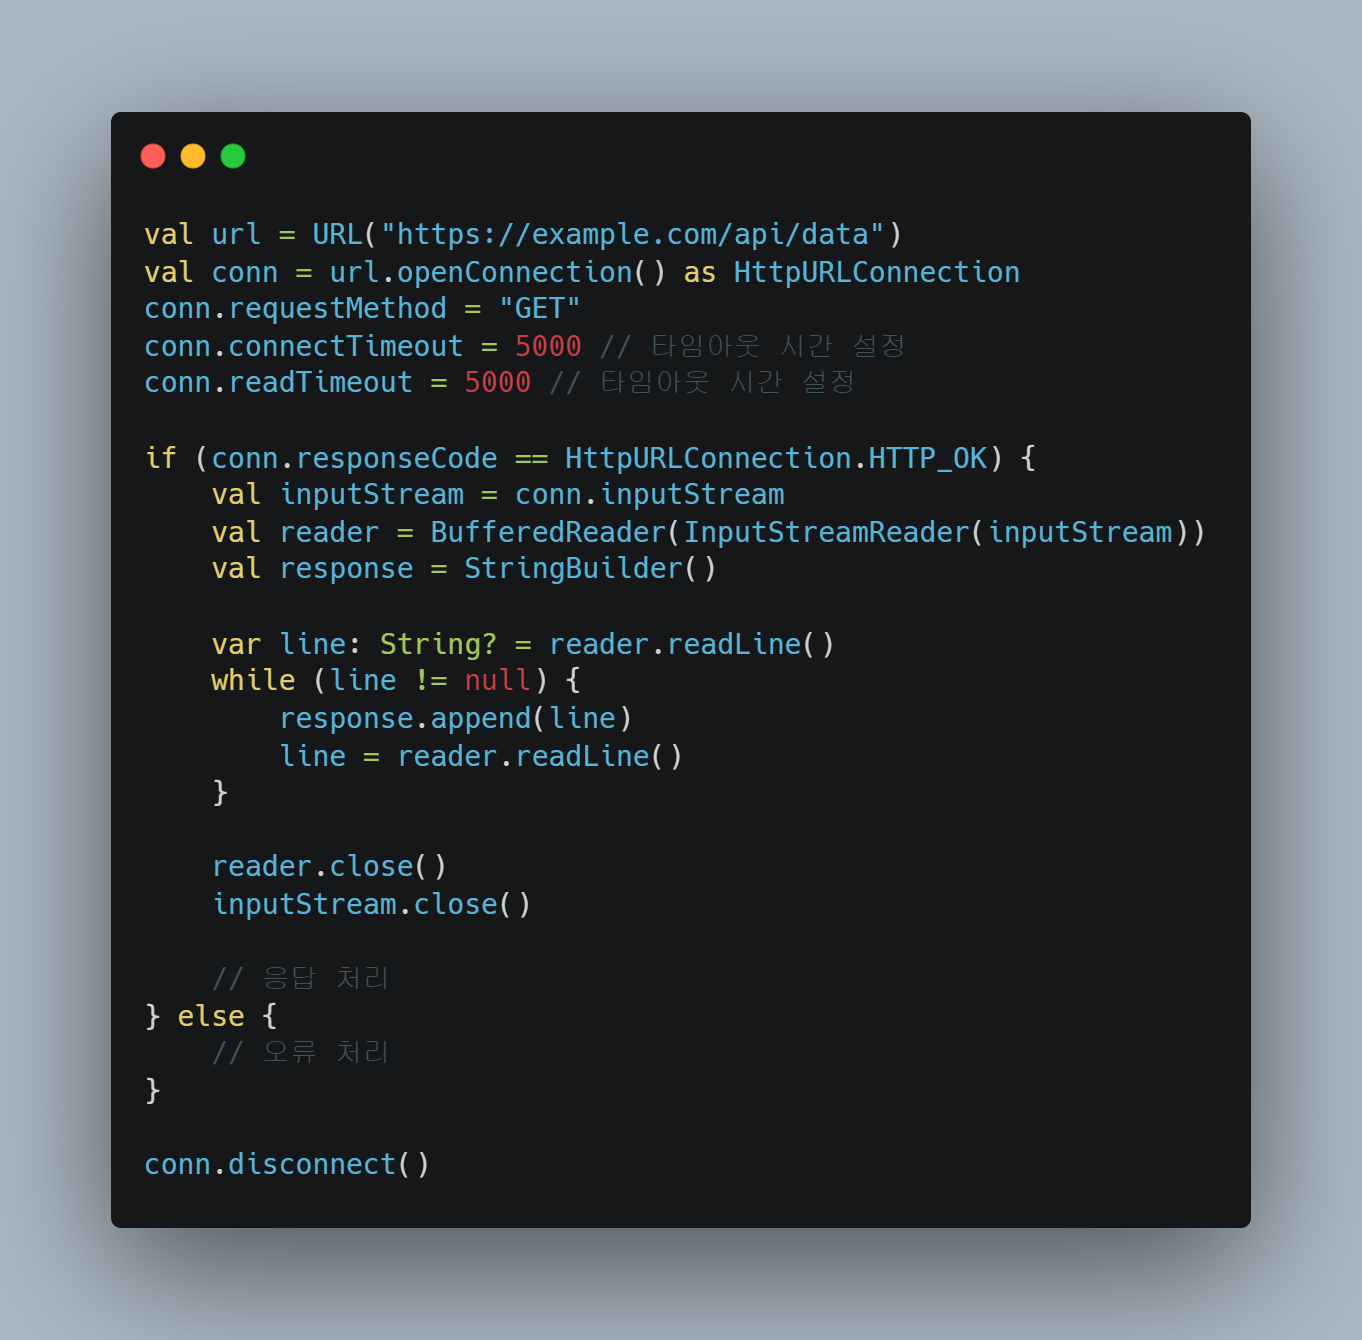 val url = URL("https://example.com/api/data")
val conn = url.openConnection() as HttpURLConnection
conn.requestMethod = "GET"
conn.connectTimeout = 5000 // 타임아웃 시간 설정
conn.readTimeout = 5000 // 타임아웃 시간 설정

if (conn.responseCode == HttpURLConnection.HTTP_OK) {
    val inputStream = conn.inputStream
    val reader = BufferedReader(InputStreamReader(inputStream))
    val response = StringBuilder()

    var line: String? = reader.readLine()
    while (line != null) {
        response.append(line)
        line = reader.readLine()
    }

    reader.close()
    inputStream.close()

    // 응답 처리
} else {
    // 오류 처리
}

conn.disconnect()